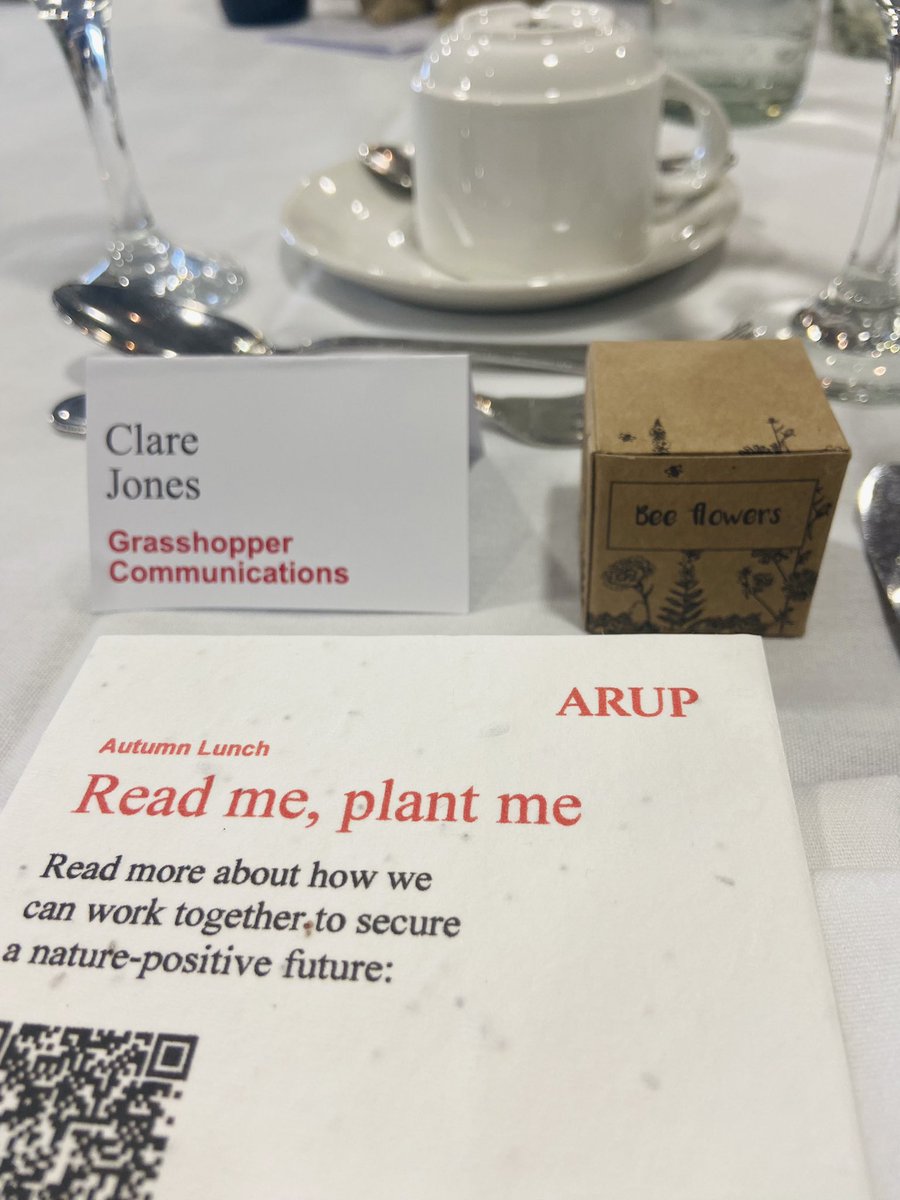 Clare
Jones
Grasshopper
Communications
Bee flowers
ARUP
Autumn Lunch
Read me, plant me
Read more about how we
can work together to secure
a nature-positive future: